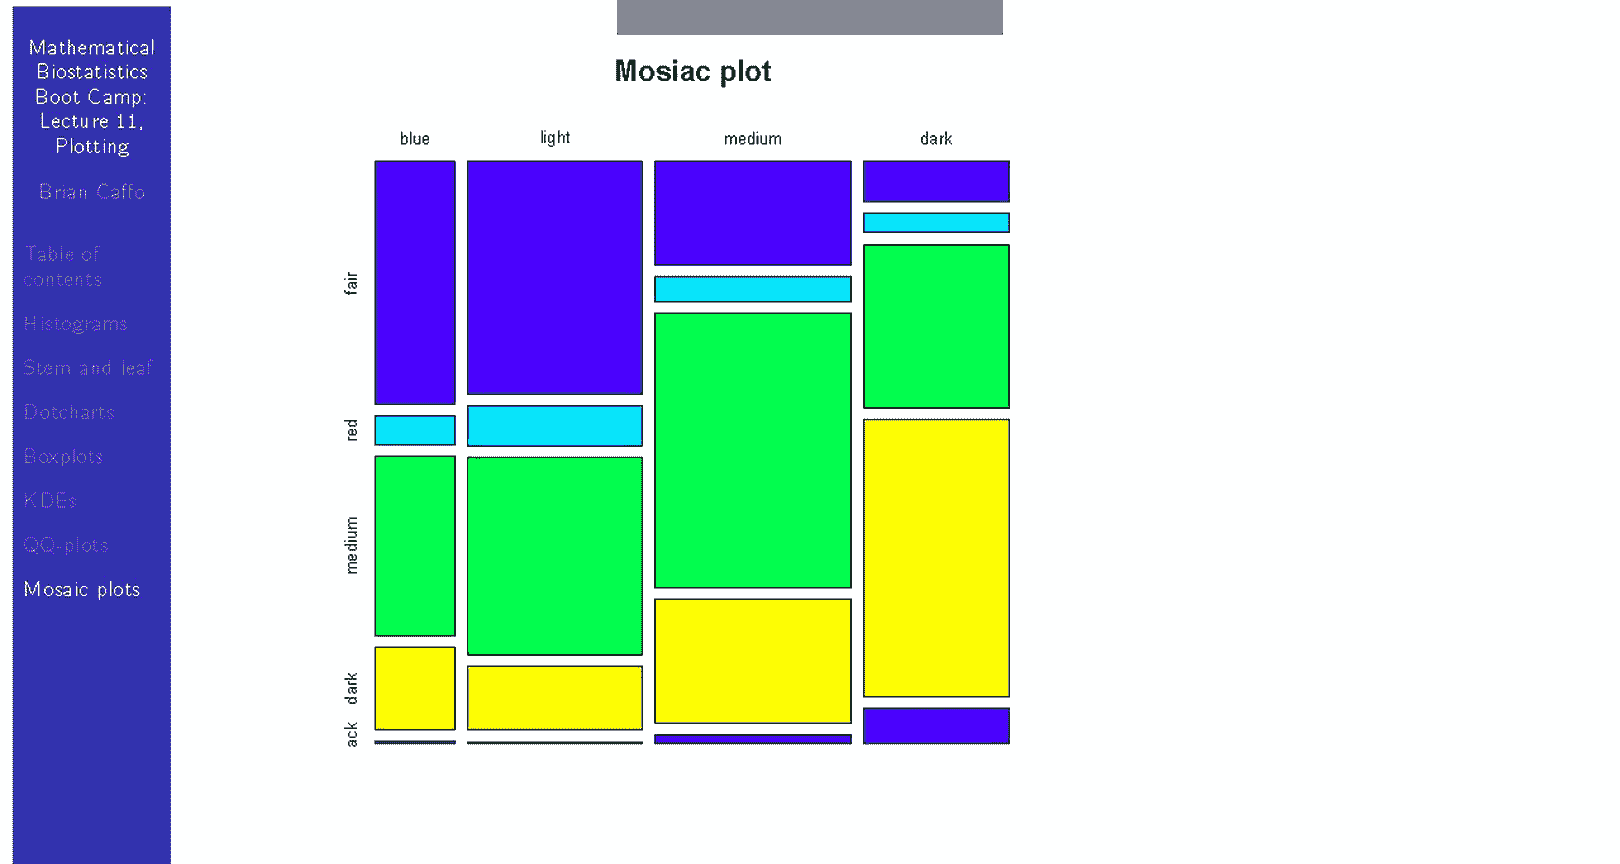 Mathematical
Biostatistics
Boot Camp:
Lecture 11,
Plotting
Brian Caffo
Table of
contents
Histograms
Stem and leaf
Dotcharts
Boxplots
KDEs
QQ-plots
Mosaic plots
Mosiac plot
blue light medium dark
fair
red
medium
dark
ack